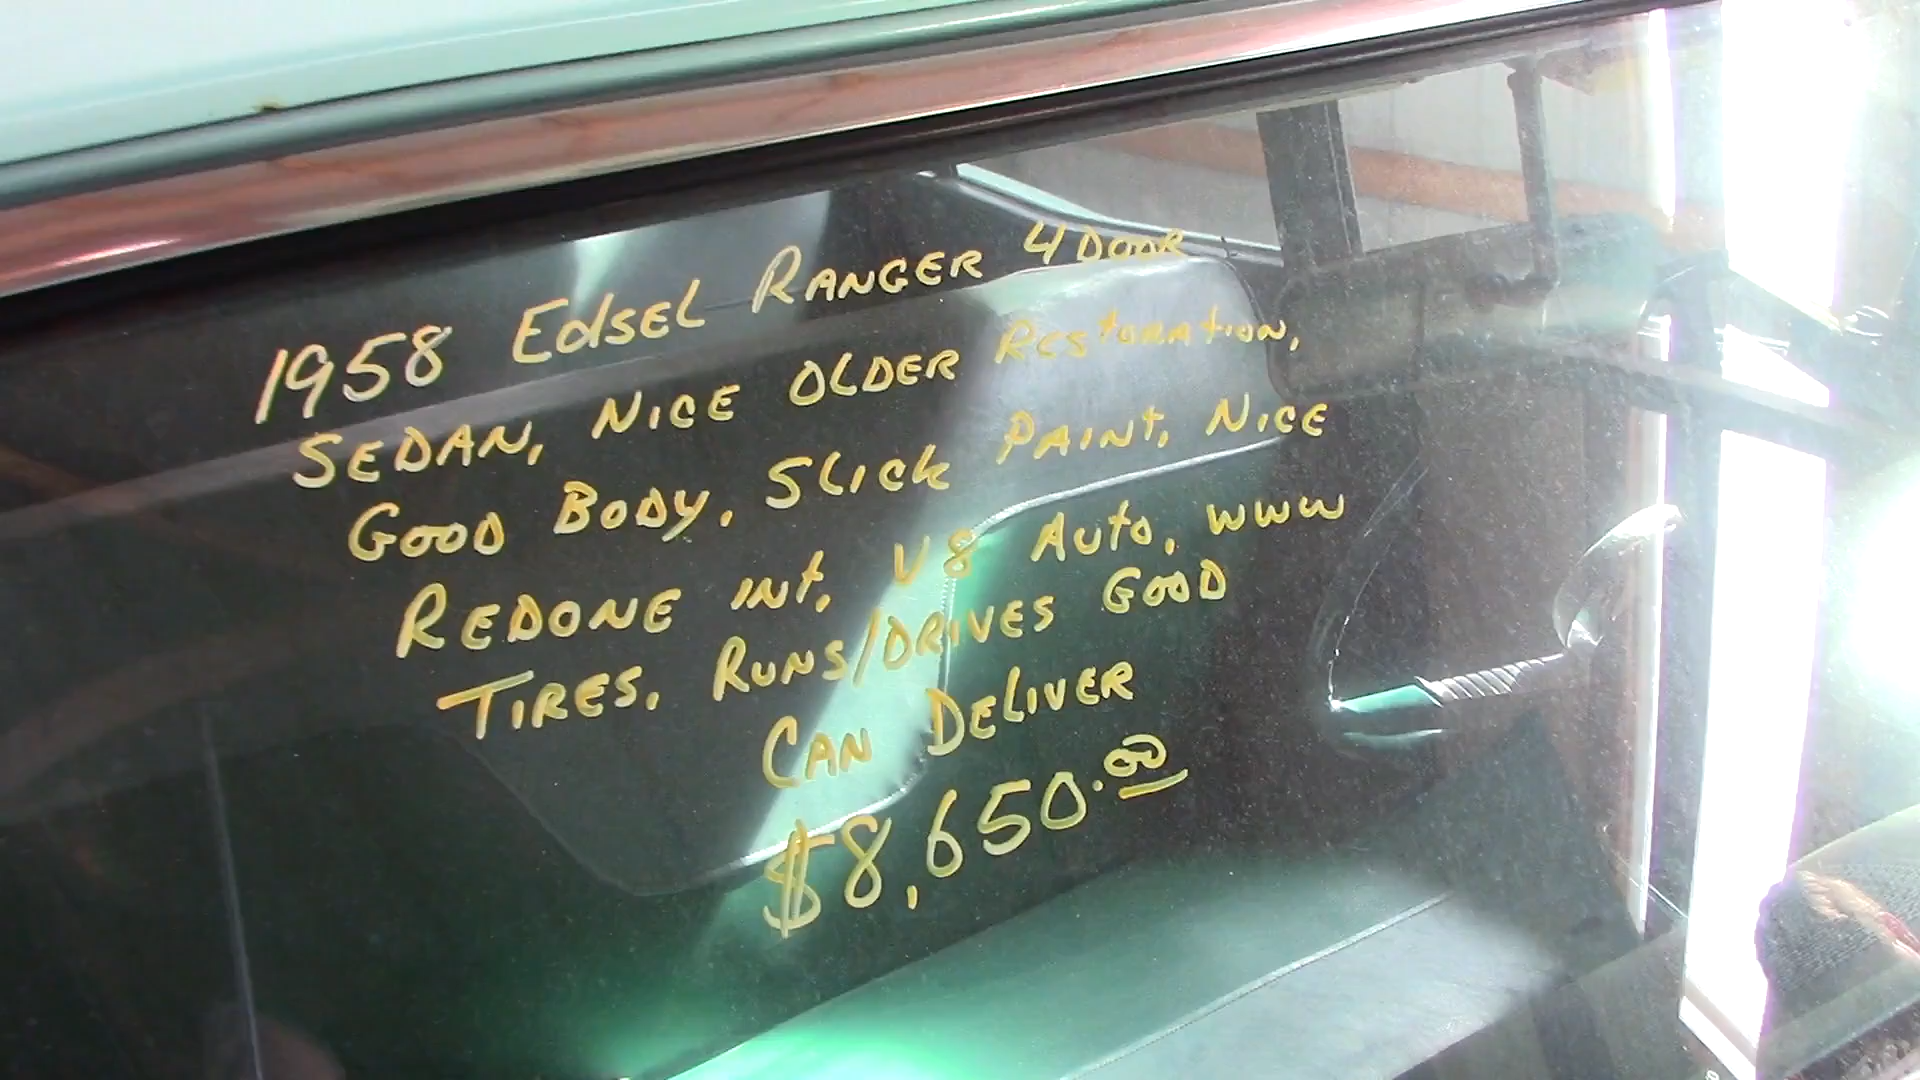 1958 Edsel RANGER 4 DOOR
SEDAN, NICE OLDER RESTORATION,
GOOD BODY, SLICK PAINT, NICE
REDONE INT, V8 AUTO, WWW
TIRES, RUNS/DRIVES GOOD
CAN DELIVER
$8,650.00